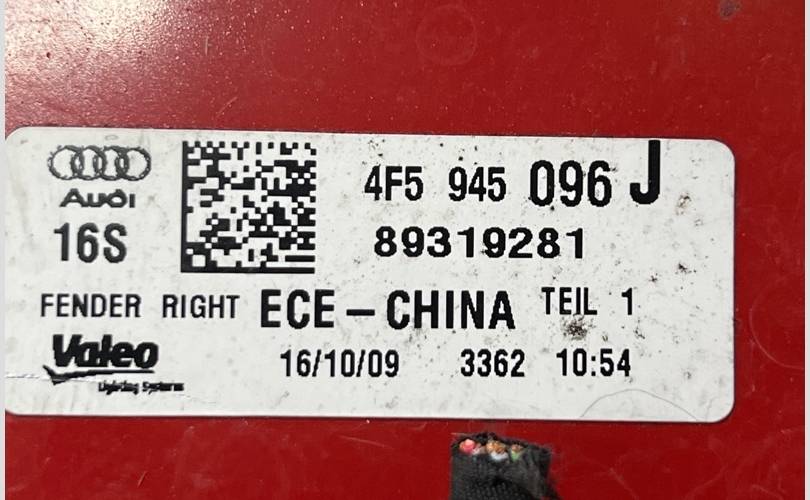 Audi
4F5 945 096 J
16S
89319281
FENDER RIGHT ECE-CHINA TEIL 1
Valeo
Lighting Systems
16/10/09 3362 10:54